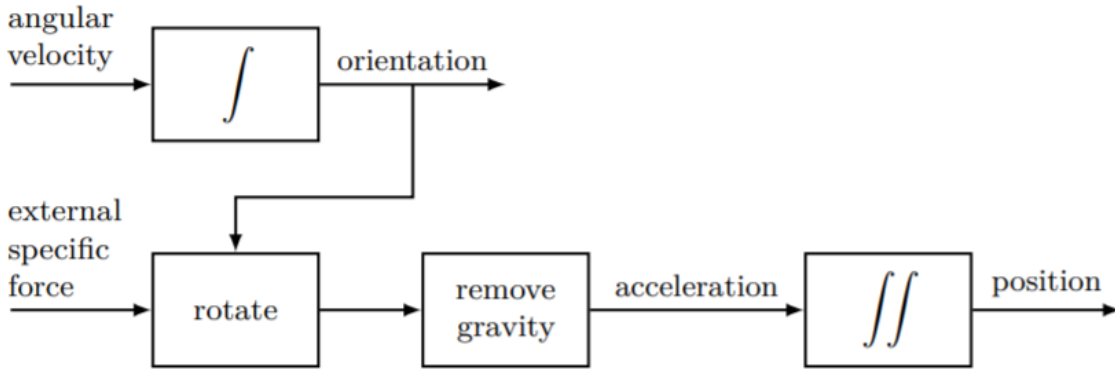 angular
velocity
∫
orientation
external
specific
force
rotate
remove
gravity
acceleration
∬
position